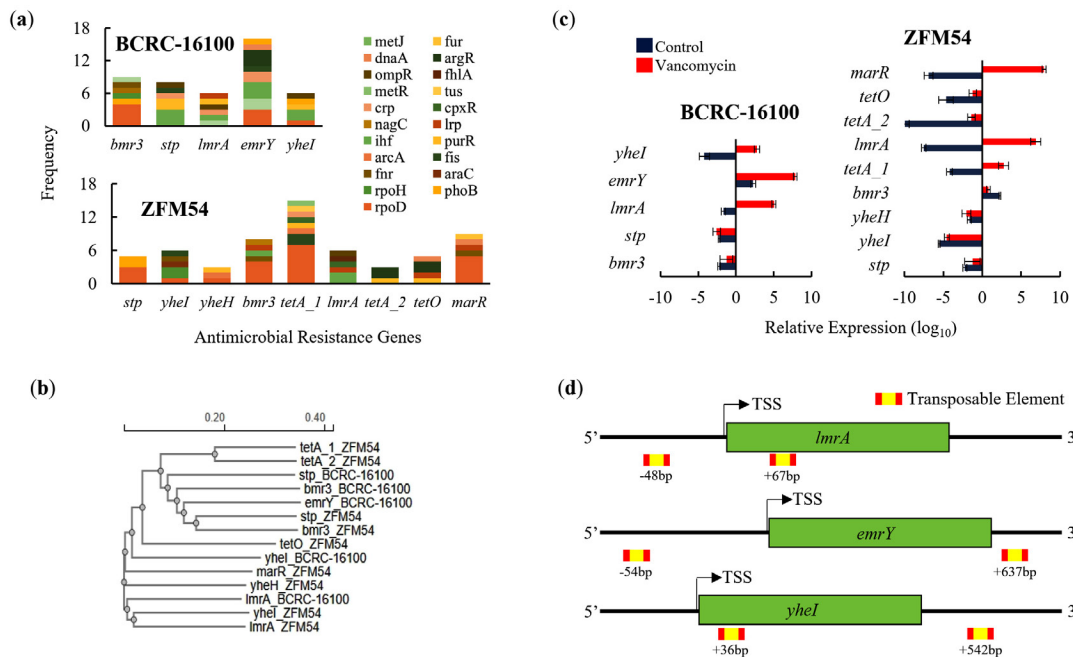 (a)
BCRC-16100
18
12
6
0
bmr3 stp lmrA emrY yheI
Frequency
ZFM54
18
12
6
0
stp yheI yheH bmr3 tetA_1 lmrA tetA_2 tetO marR
Antimicrobial Resistance Genes
metJ fur
dnaA argR
ompR fhlA
metR tus
crp cpxR
nagC lrp
ihf purR
arcA fis
fnr araC
rpoH phoB
rpoD
(c)
Control
Vancomycin
BCRC-16100
yheI
emrY
lmrA
stp
bmr3
-10 -5 0 5 10
ZFM54
marR
tetO
tetA_2
lmrA
tetA_1
bmr3
yheH
yheI
stp
-10 -5 0 5 10
Relative Expression (log10)
(b)
0.20 0.40
tetA_1_ZFM54
tetA_2_ZFM54
stp_BCRC-16100
bmr3_BCRC-16100
emrY_BCRC-16100
stp_ZFM54
bmr3_ZFM54
tetO_ZFM54
yheI_BCRC-16100
marR_ZFM54
yheH_ZFM54
lmrA_BCRC-16100
yheI_ZFM54
lmrA_ZFM54
(d)
Transposable Element
TSS
5’ lmrA 3’
-48bp +67bp
TSS
5’ emrY 3’
-54bp +637bp
TSS
5’ yheI 3’
+36bp +542bp